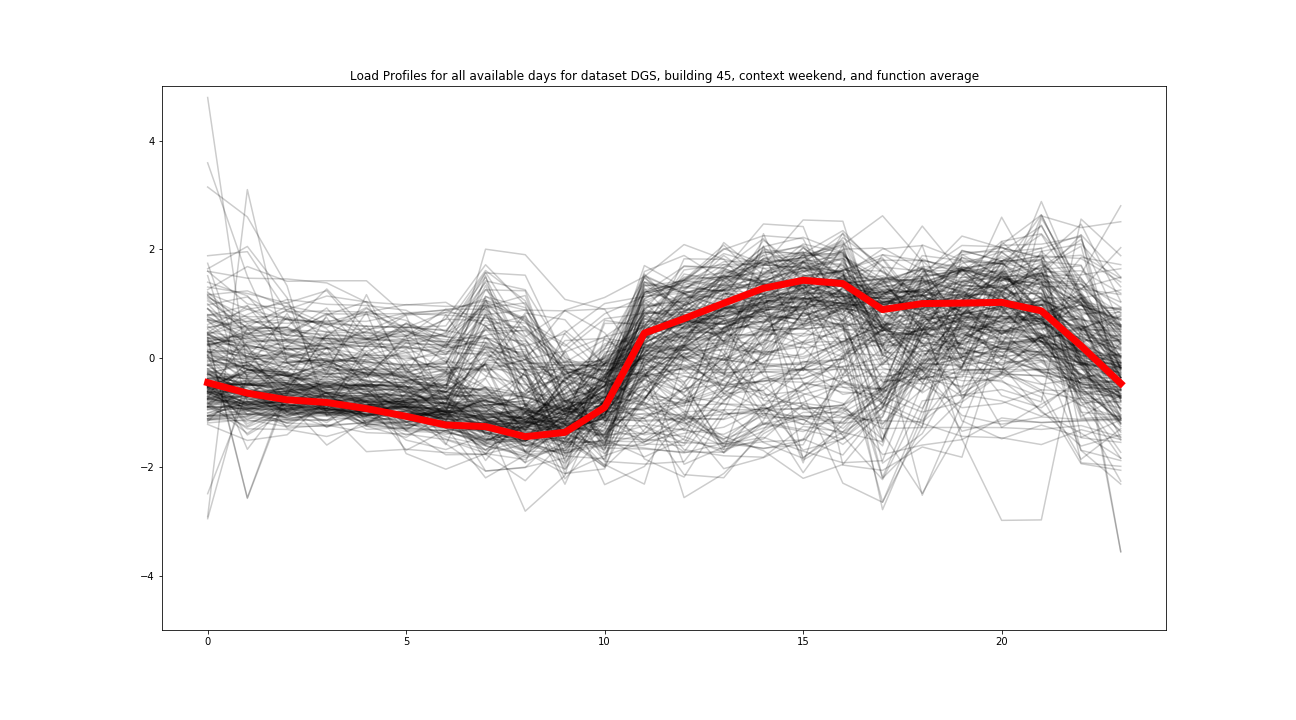 Load Profiles for all available days for dataset DGS, building 45, context weekend, and function average
4
2
0
−2
−4
0 5 10 15 20